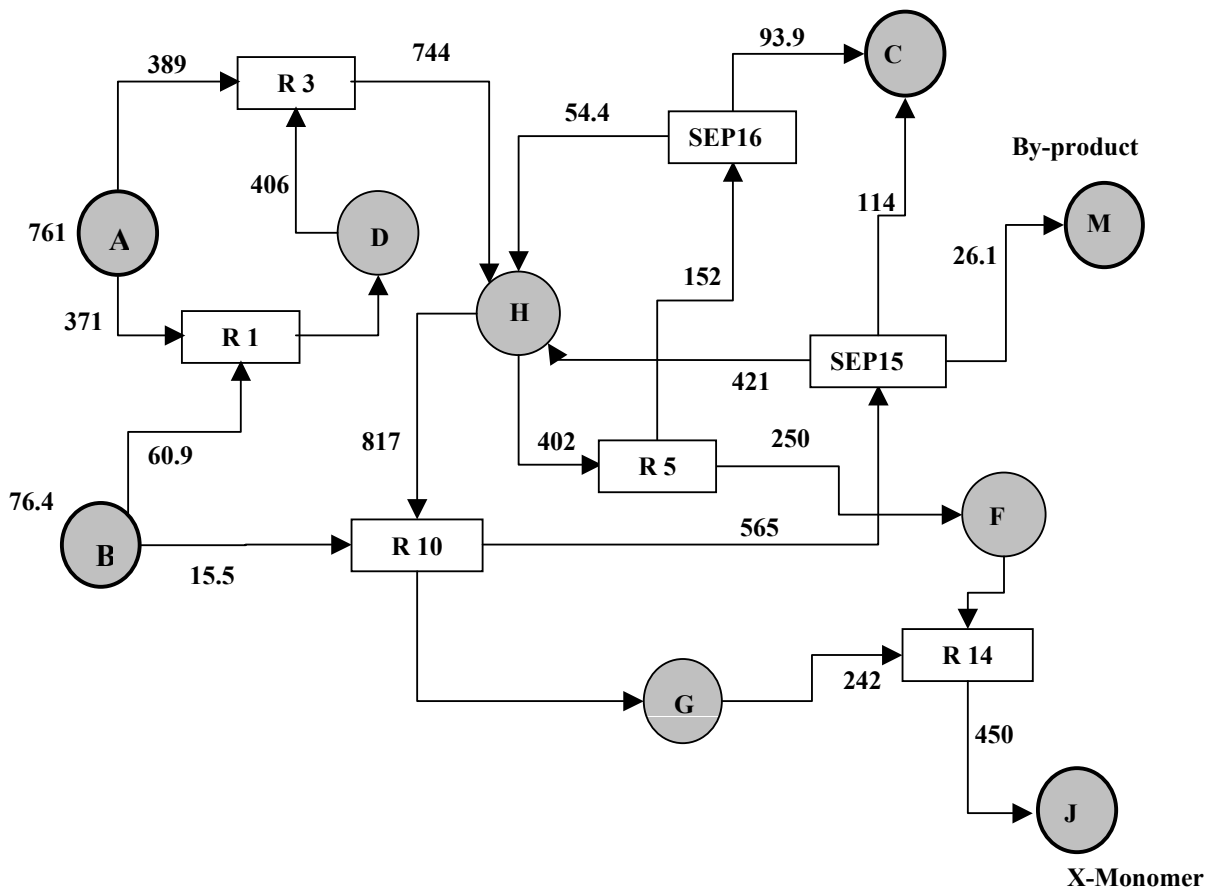 93.9
C
389
R 3
744
54.4
SEP16
By-product
406
114
M
761
A
D
26.1
152
H
371
R 1
SEP15
421
60.9
817
402
R 5
250
76.4
B
15.5
R 10
565
F
R 14
G
242
450
J
X-Monomer